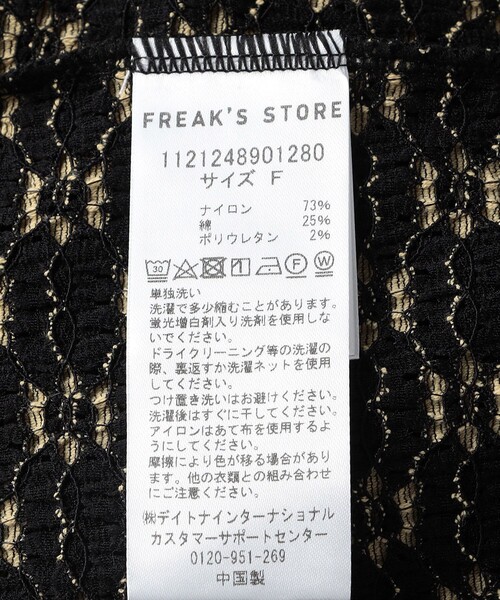 FREAK'S STORE
1121248901280
サイズ F
ナイロン 73%
綿 25%
ポリウレタン 2%
30 F W
単独洗い
洗濯で多少縮むことがあります。
蛍光増白剤入り洗剤を使用しな
いでください。
ドライクリーニング等の洗濯の
際、裏返すか洗濯ネットを使用
してください。
つけ置き洗いはお避けください。
洗濯後はすぐに干してください。
アイロンはあて布を使用するよ
うにしてください。
摩擦により色が移る場合があり
ます。他の衣類との組み合わせ
にご注意ください。
㈱デイトナインターナショナル
カスタマーサポートセンター
0120-951-269
中国製